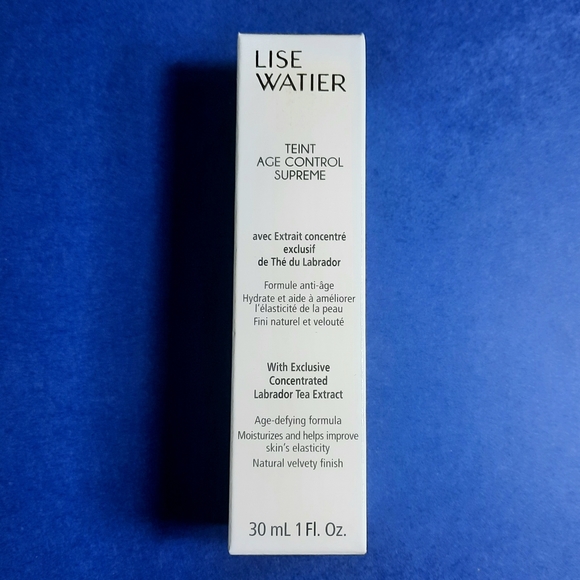 LISE
WATIER
TEINT
AGE CONTROL
SUPREME
avec Extrait concentré
exclusif
de Thé du Labrador
Formule anti-âge
Hydrate et aide à améliorer
l'élasticité de la peau
Fini naturel et velouté
With Exclusive
Concentrated
Labrador Tea Extract
Age-defying formula
Moisturizes and helps improve
skin's elasticity
Natural velvety finish
30 mL 1 Fl. Oz.